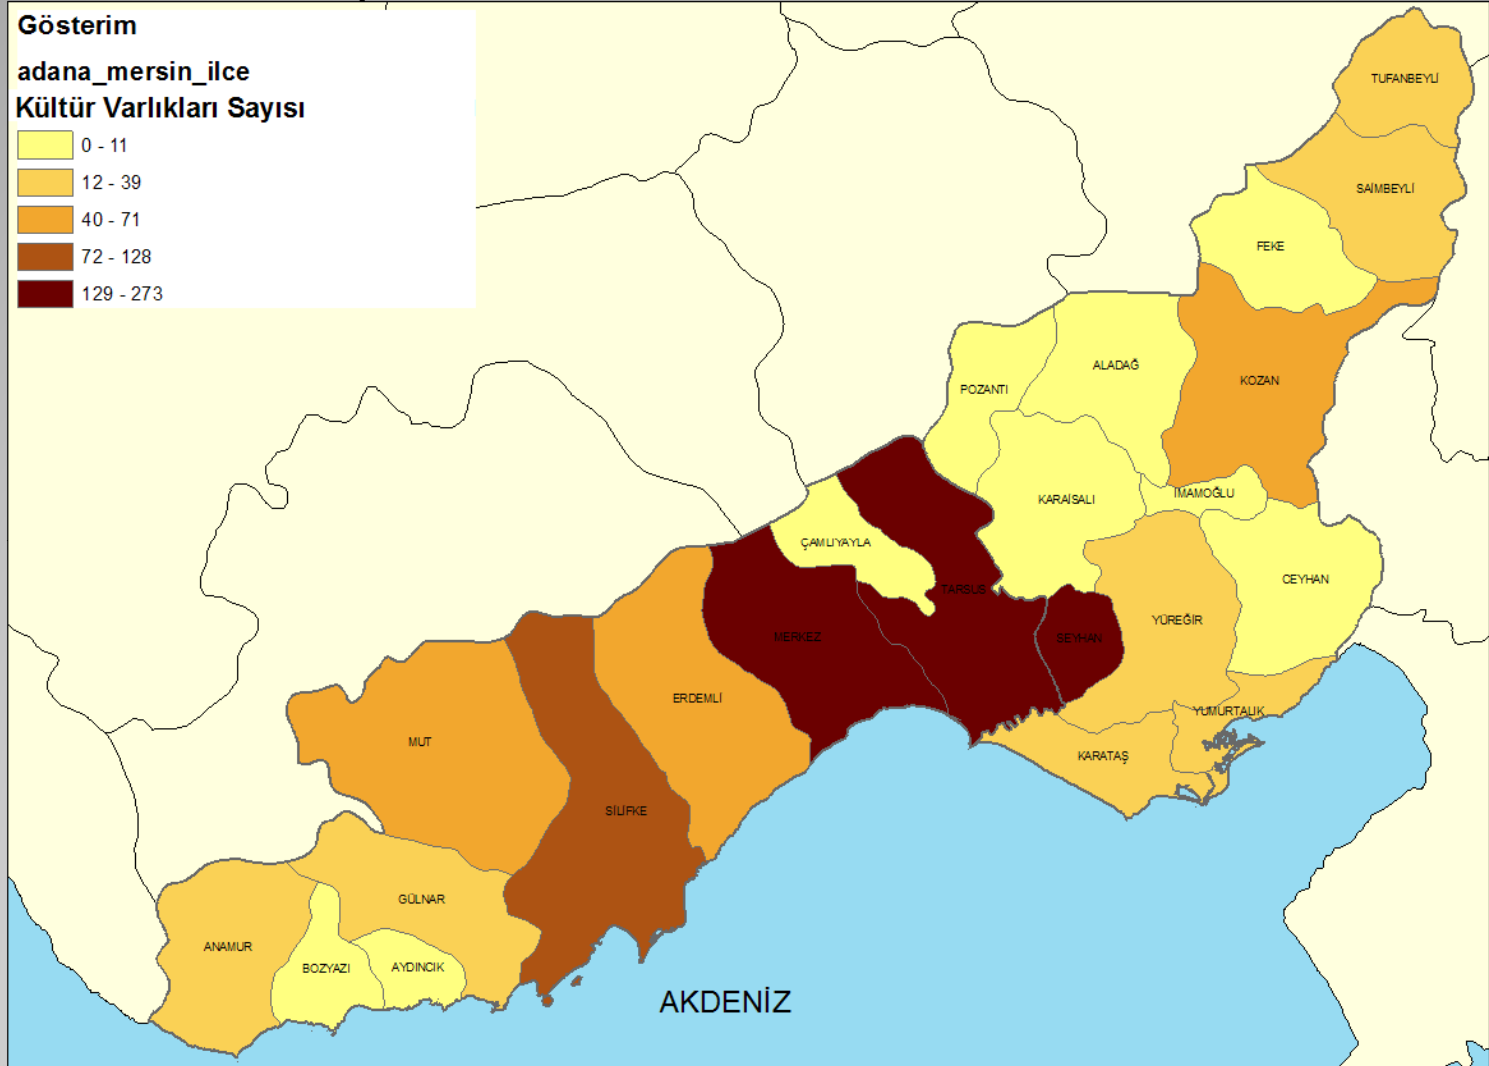 Gösterim
adana_mersin_ilce
Kültür Varlıkları Sayısı
0 - 11
12 - 39
40 - 71
72 - 128
129 - 273
TUFANBEYLİ
SAİMBEYLİ
FEKE
ALADAĞ
KOZAN
POZANTI
İMAMOĞLU
KARAİSALI
ÇAMLIYAYLA
CEYHAN
TARSUS
YÜREĞİR
MERKEZ
SEYHAN
ERDEMLİ
YUMURTALIK
MUT
KARATAŞ
SİLİFKE
GÜLNAR
ANAMUR
BOZYAZI
AYDINCIK
AKDENİZ